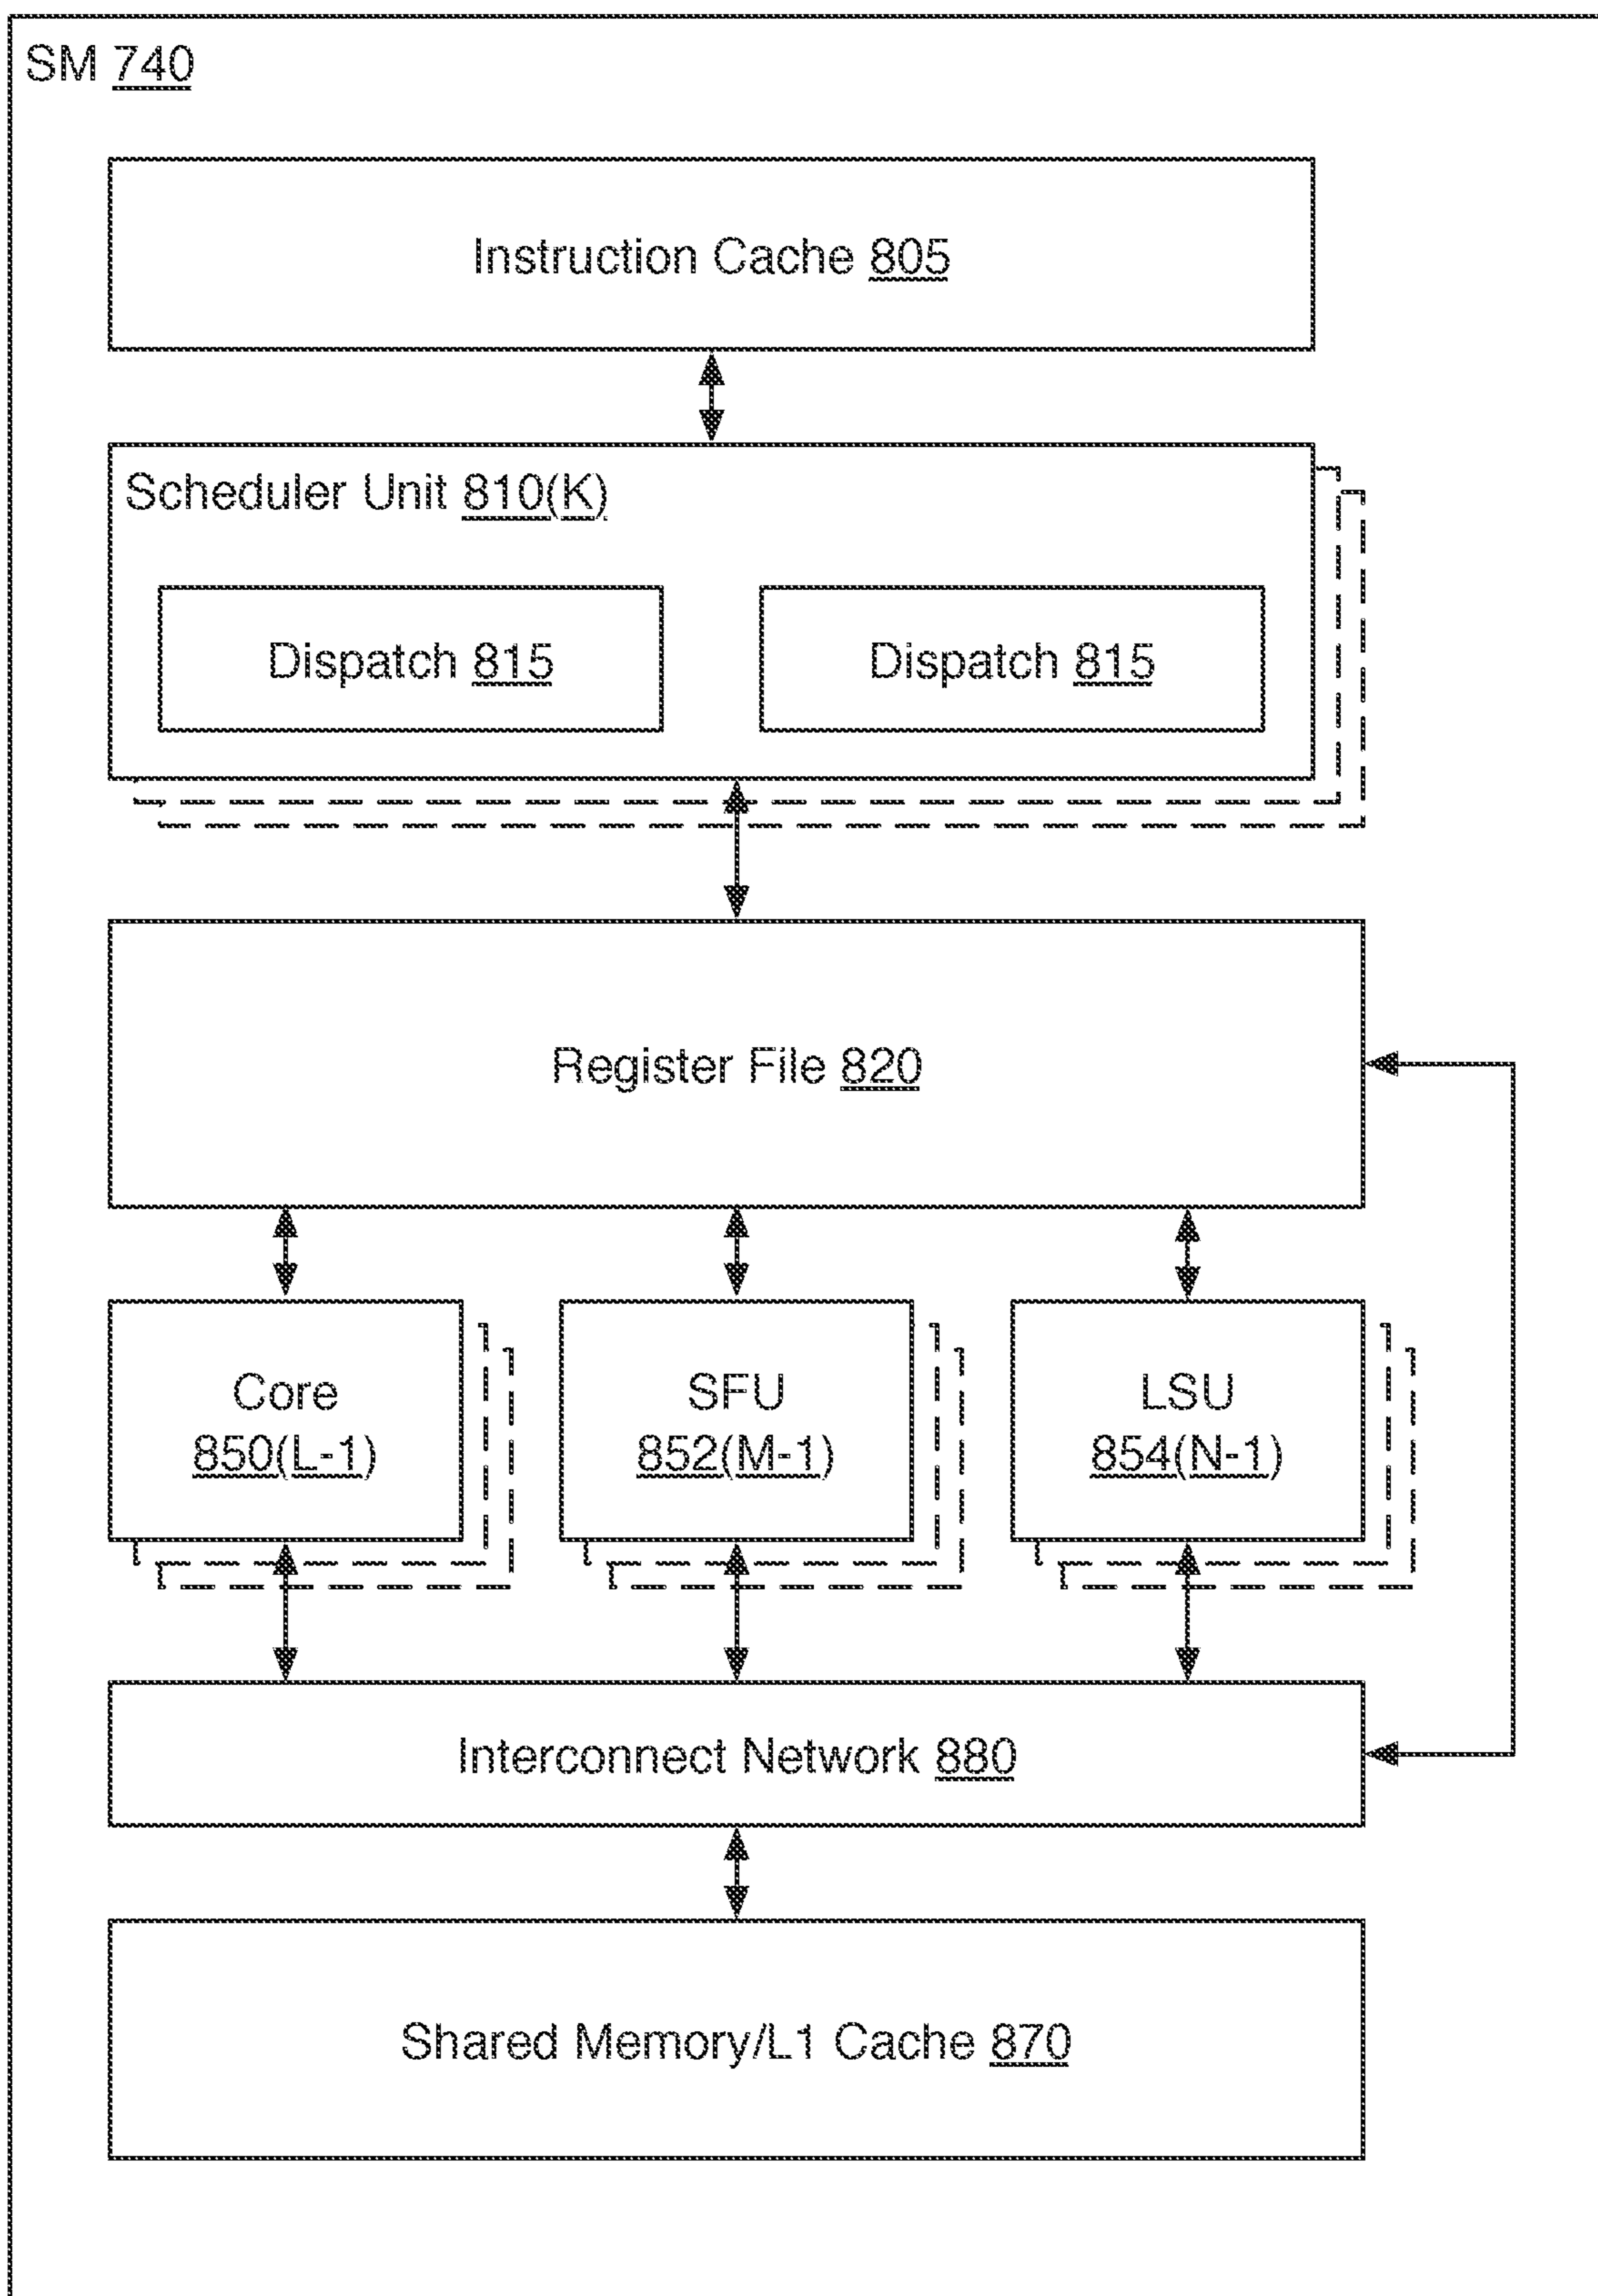 SM 740
Instruction Cache 805
Scheduler Unit 810(K)
Dispatch 815
Dispatch 815
Register File 820
Core
850(L-1)
SFU
852(M-1)
LSU
854(N-1)
Interconnect Network 880
Shared Memory/L1 Cache 870